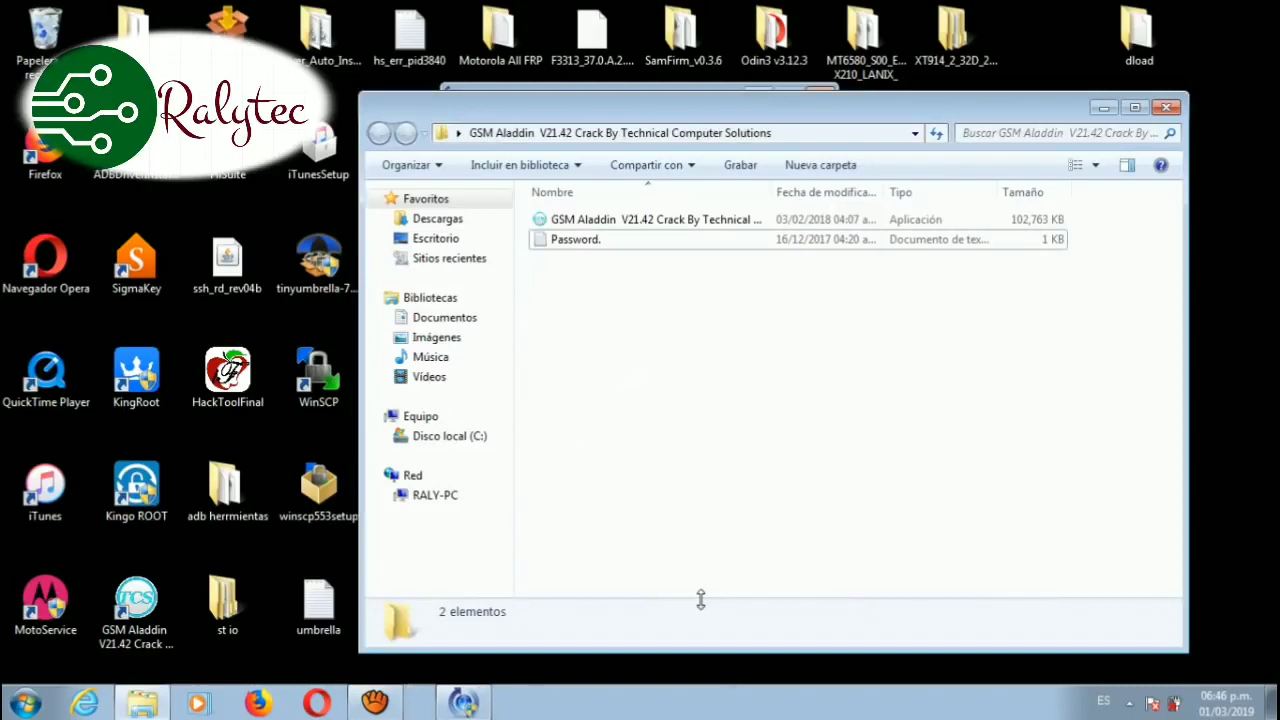 Ralytec
hs_err_pid3840
Motorola All FRP
F3313_37.0.A.2....
SamFirm_v0.3.6
Odin3 v3.12.3
MT6580_S00_E...
X210_LANIX_
XT914_2_32D_2...
dload
Firefox
iTunesSetup
Navegador Opera
SigmaKey
ssh_rd_rev04b
tinyumbrella-7...
QuickTime Player
KingRoot
HackToolFinal
WinSCP
iTunes
Kingo ROOT
adb herrmientas
winscp553setup
MotoService
TCS
GSM Aladdin
V21.42 Crack ...
st io
umbrella
GSM Aladdin V21.42 Crack By Technical Computer Solutions
Buscar GSM Aladdin V21.42 Crack By ...
Organizar
Incluir en biblioteca
Compartir con
Grabar
Nueva carpeta
Favoritos
Descargas
Escritorio
Sitios recientes
Bibliotecas
Documentos
Imágenes
Música
Vídeos
Equipo
Disco local (C:)
Red
RALY-PC
Nombre
Fecha de modifica...
Tipo
Tamaño
GSM Aladdin V21.42 Crack By Technical ...
03/02/2018 04:07 a...
Aplicación
102,763 KB
Password.
16/12/2017 04:20 a...
Documento de tex...
1 KB
2 elementos
ES
06:46 p.m.
01/03/2019